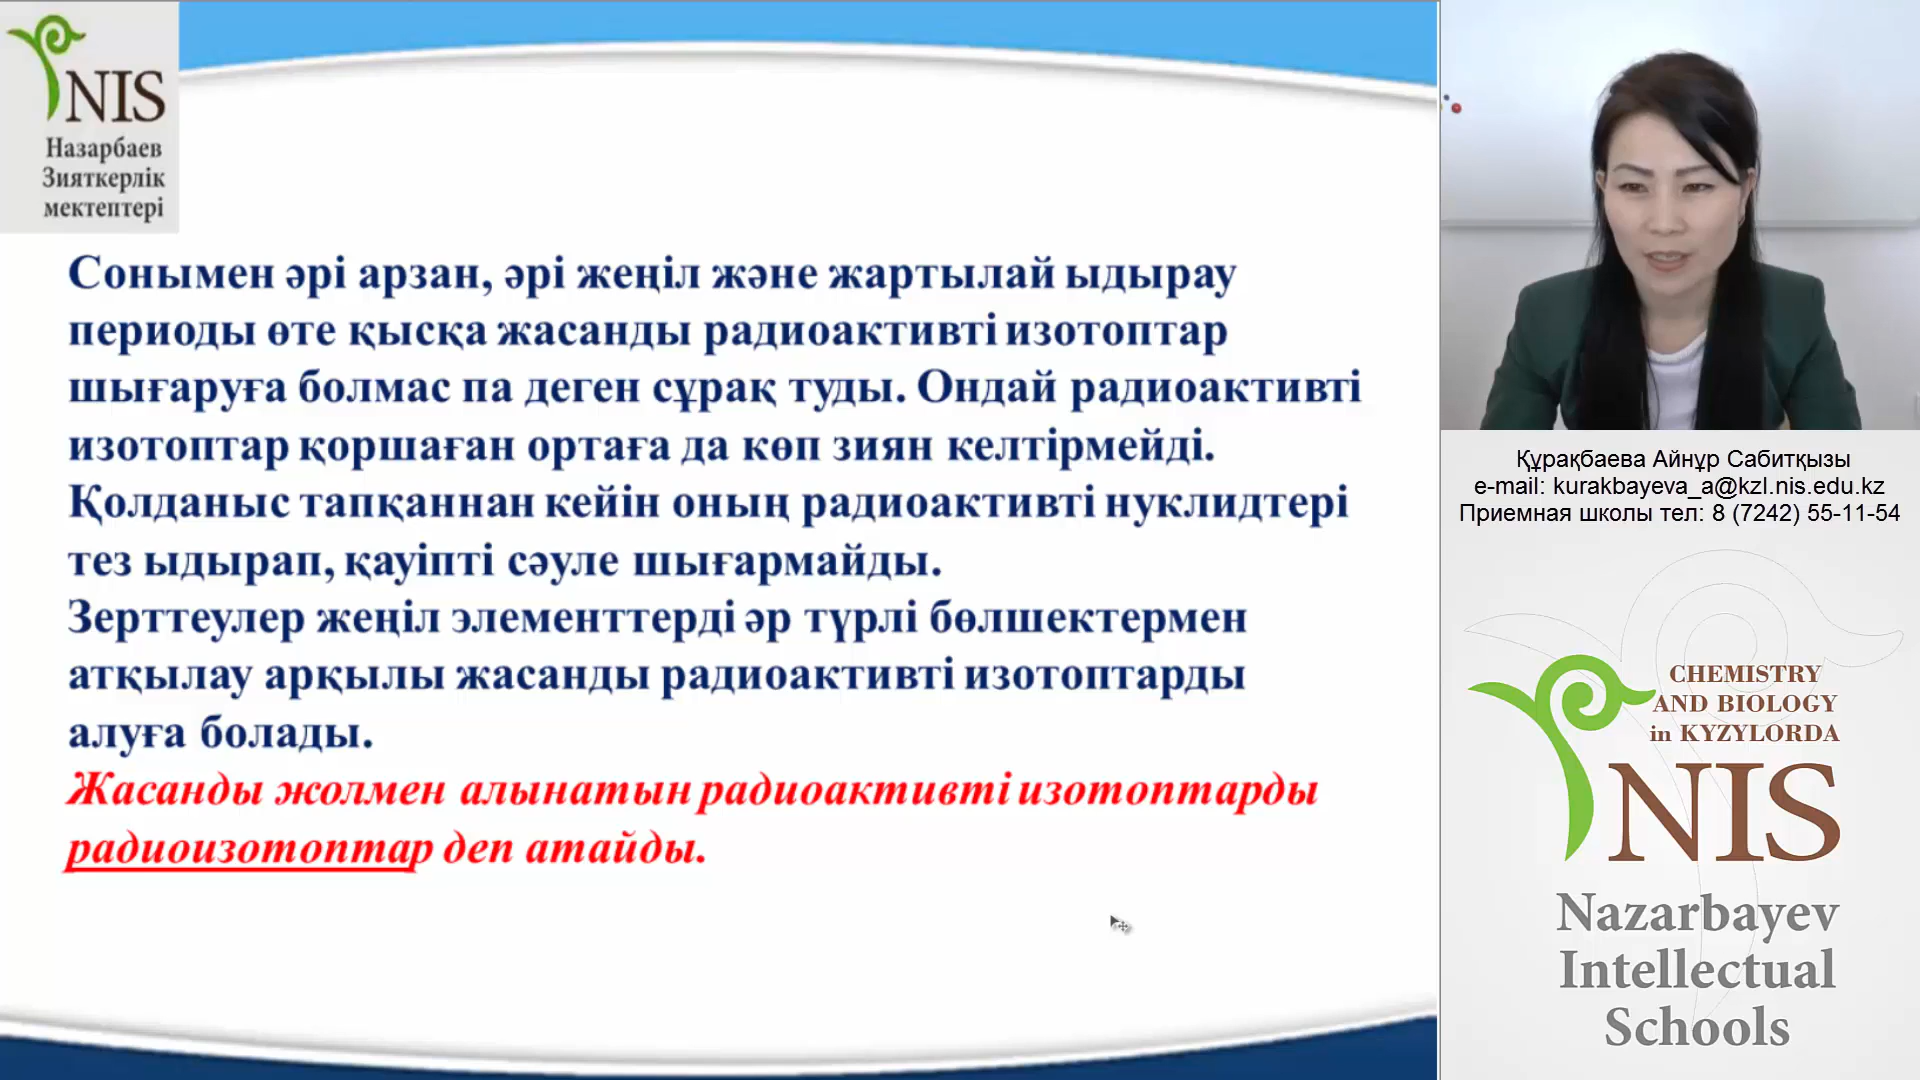 NIS
Назарбаев
Зияткерлік
мектептері
Сонымен әрі арзан, әрі жеңіл және жартылай ыдырау
периоды өте қысқа жасанды радиоактивті изотоптар
шығаруға болмас па деген сұрақ туды. Ондай радиоактивті
изотоптар қоршаған ортаға да көп зиян келтірмейді.
Қолданыс тапқаннан кейін оның радиоактивті нуклидтері
тез ыдырап, қауіпті сәуле шығармайды.
Зерттеулер жеңіл элементтерді әр түрлі бөлшектермен
атқылау арқылы жасанды радиоактивті изотоптарды
алуға болады.
Жасанды жолмен алынатын радиоактивті изотоптарды
радиоизотоптар деп атайды.
Құрақбаева Айнұр Сабитқызы
e-mail: kurakbayeva_a@kzl.nis.edu.kz
Приемная школы тел: 8 (7242) 55-11-54
CHEMISTRY
AND BIOLOGY
in KYZYLORDA
NIS
Nazarbayev
Intellectual
Schools